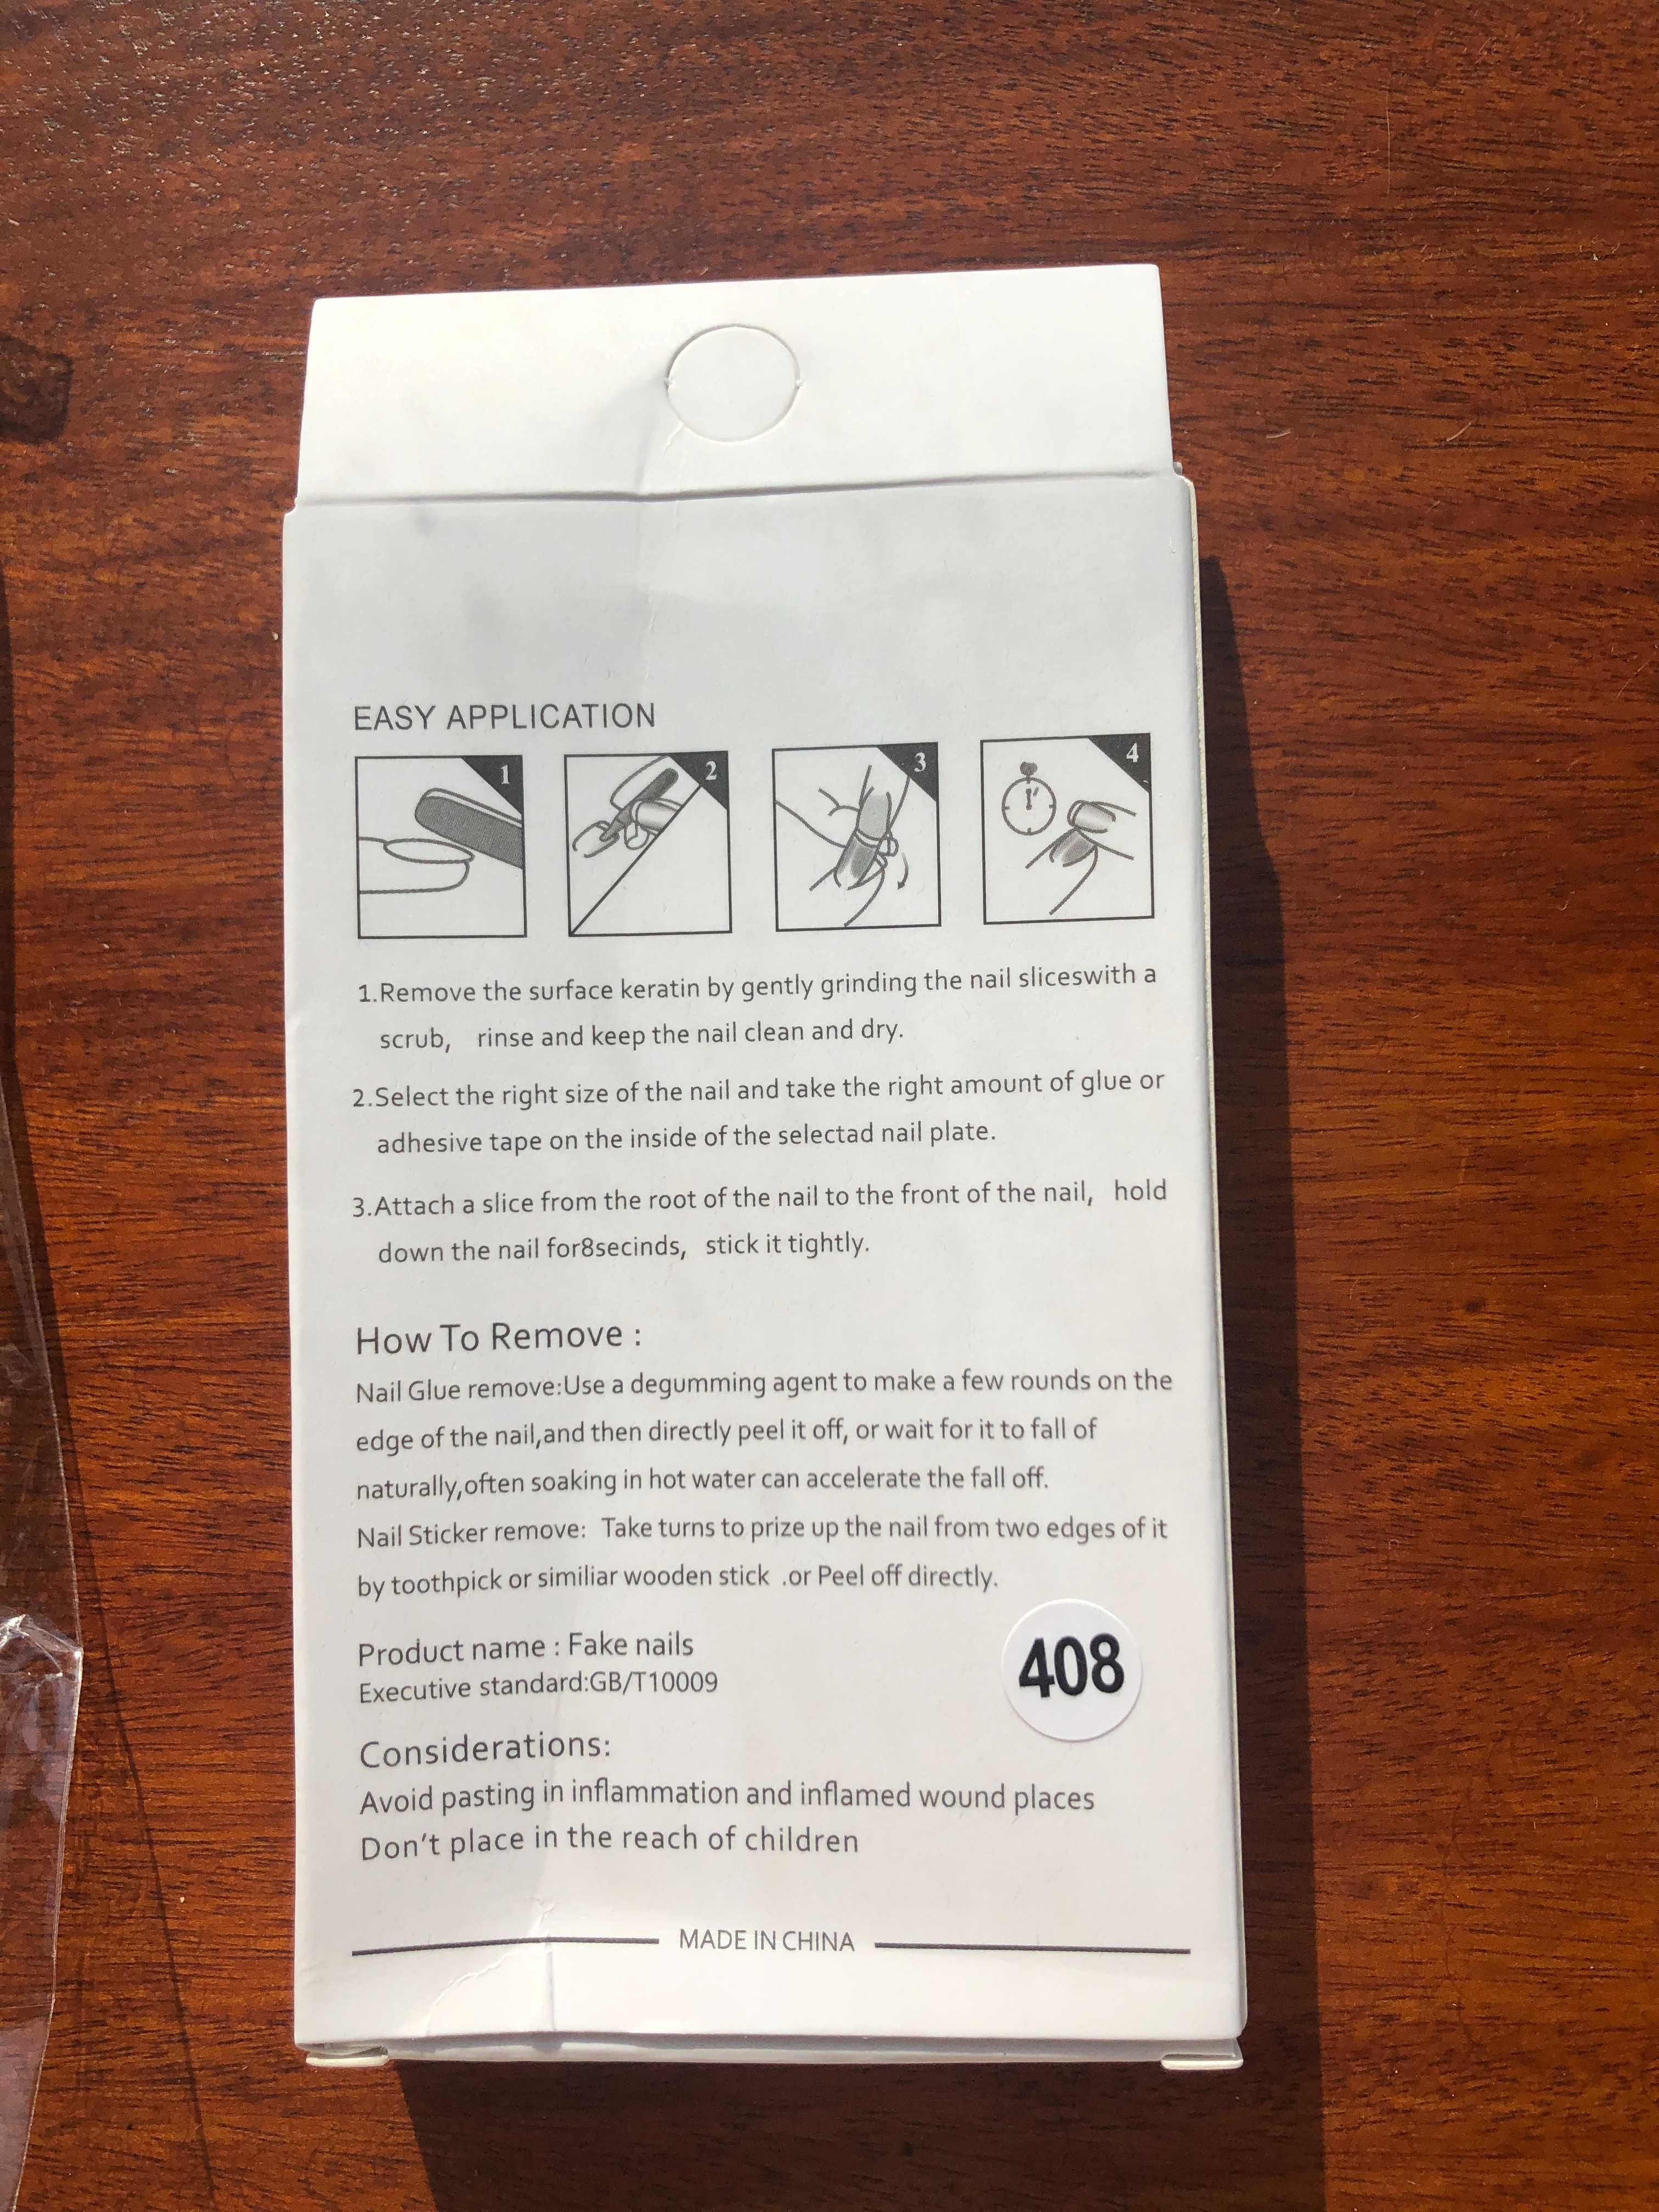 EASY APPLICATION
1 2 3 4
1'
1.Remove the surface keratin by gently grinding the nail sliceswith a
scrub, rinse and keep the nail clean and dry.
2.Select the right size of the nail and take the right amount of glue or
adhesive tape on the inside of the selectad nail plate.
3.Attach a slice from the root of the nail to the front of the nail, hold
down the nail for8secinds, stick it tightly.
How To Remove :
Nail Glue remove:Use a degumming agent to make a few rounds on the
edge of the nail,and then directly peel it off, or wait for it to fall of
naturally,often soaking in hot water can accelerate the fall off.
Nail Sticker remove: Take turns to prize up the nail from two edges of it
by toothpick or similiar wooden stick .or Peel off directly.
Product name : Fake nails
Executive standard:GB/T10009
408
Considerations:
Avoid pasting in inflammation and inflamed wound places
Don't place in the reach of children
MADE IN CHINA